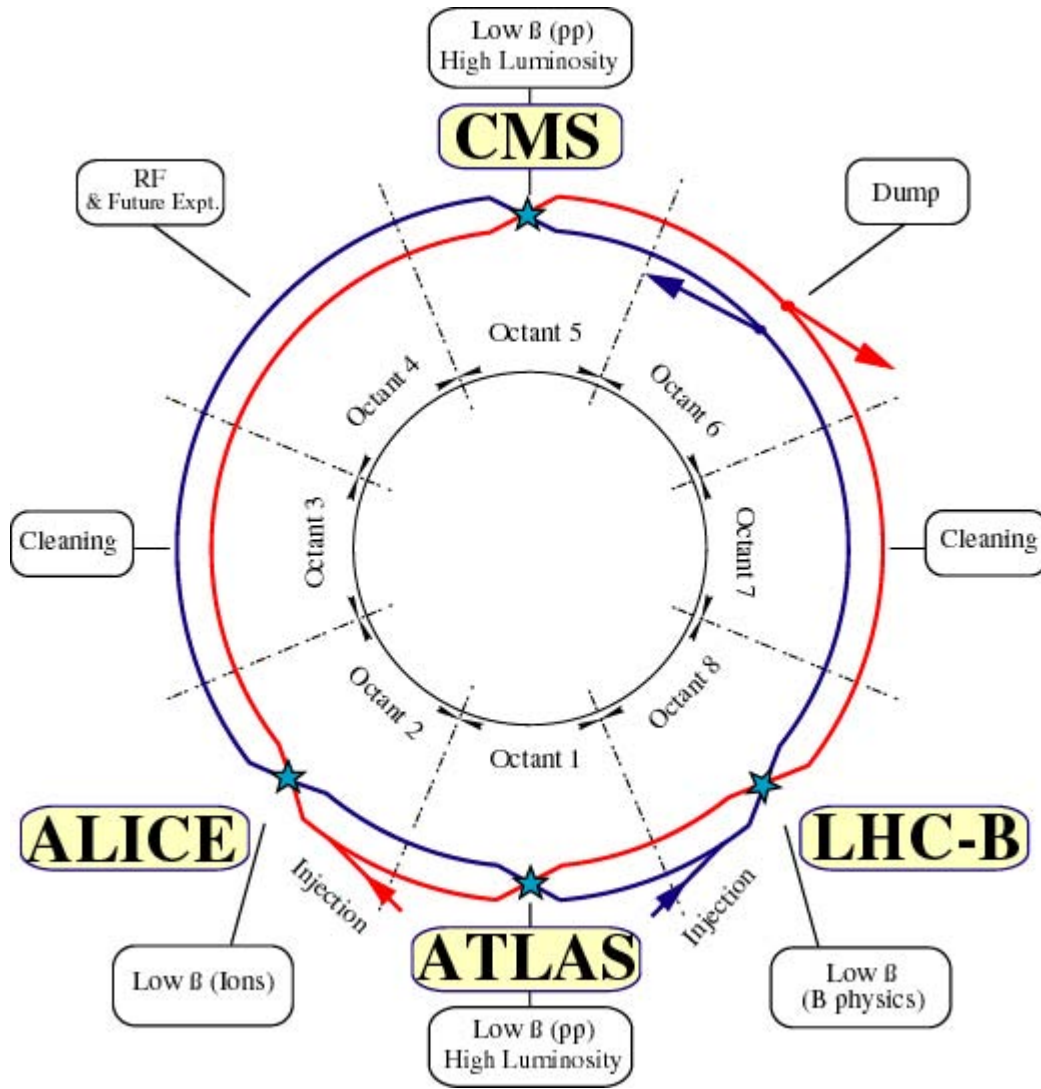 Low ß (pp)
High Luminosity
CMS
RF
& Future Expt.
Dump
Octant 5
Octant 4
Octant 6
Cleaning
Octant 3
Octant 7
Cleaning
Octant 2
Octant 8
Octant 1
ALICE
LHC-B
Injection
Injection
ATLAS
Low ß (Ions)
Low ß
(B physics)
Low ß (pp)
High Luminosity